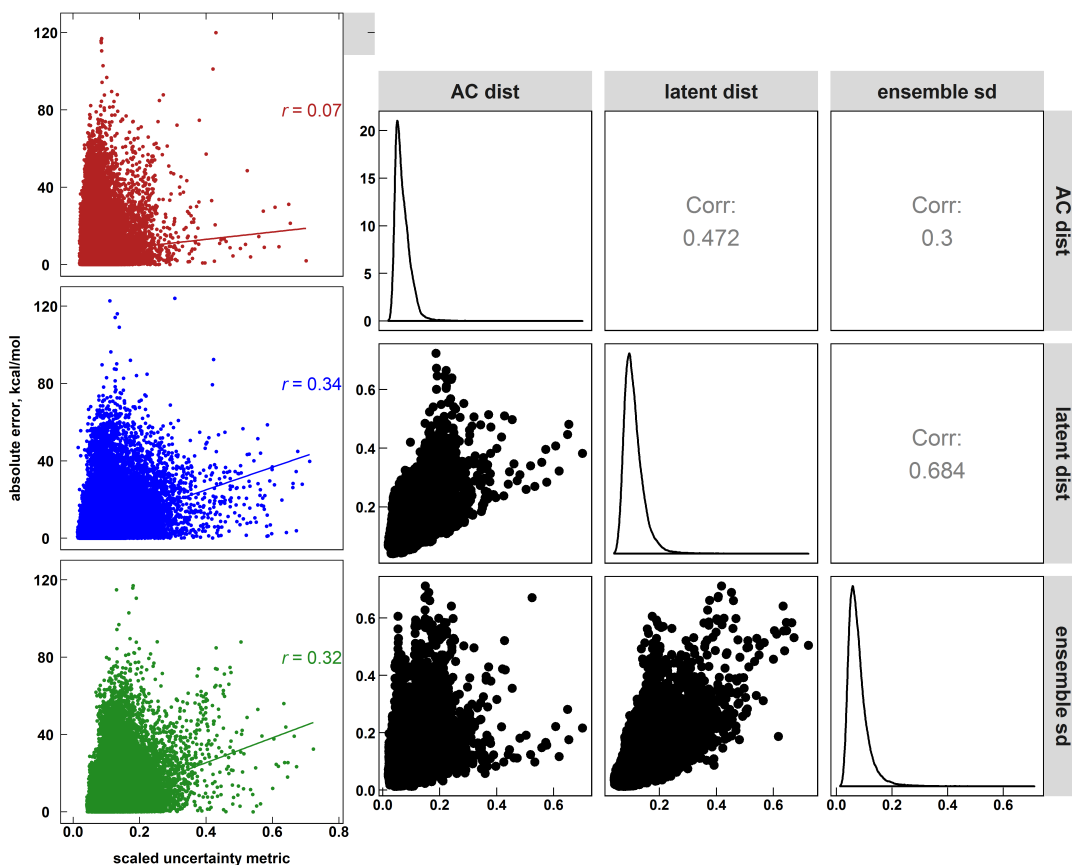 120
80
40
0
r = 0.07
120
80
40
0
r = 0.34
120
80
40
0
r = 0.32
0.0 0.2 0.4 0.6 0.8
absolute error, kcal/mol
scaled uncertainty metric
AC dist latent dist ensemble sd
20
15
10
5
0
Corr:
0.472
Corr:
0.3
AC dist
0.6
0.4
0.2
Corr:
0.684
latent dist
0.6
0.4
0.2
0.0
ensemble sd
0.0 0.2 0.4 0.6 0.2 0.4 0.6 0.0 0.2 0.4 0.6